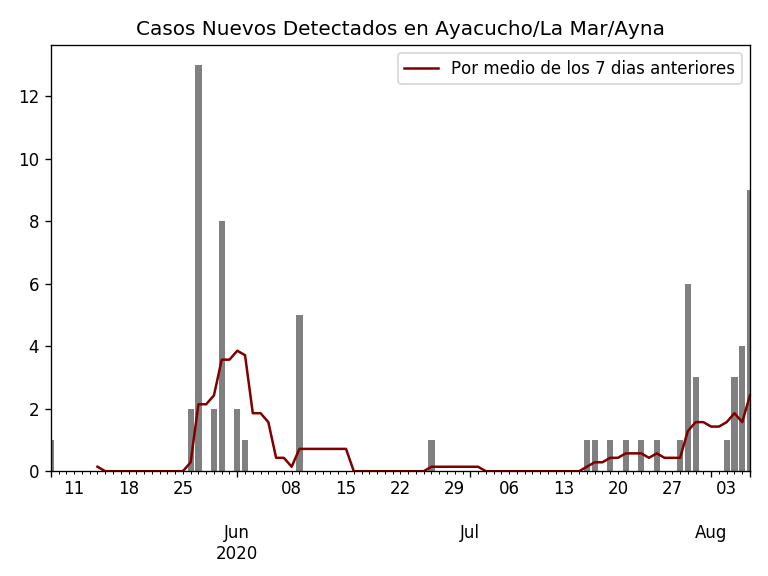 Casos Nuevos Detectados en Ayacucho/La Mar/Ayna
Por medio de los 7 dias anteriores
12
10
8
6
4
2
0
11 18 25 08 15 22 29 06 13 20 27 03
Jun Jul Aug
2020